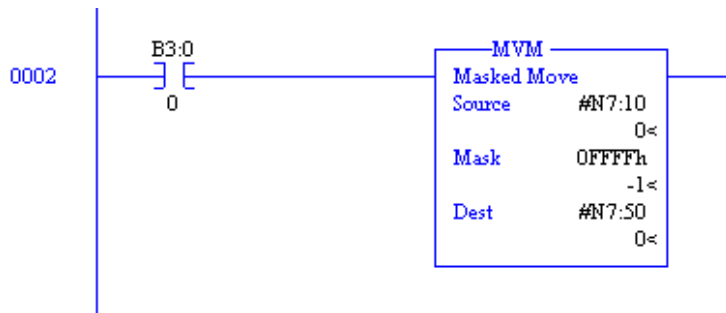 B3:0
MVM
0002
Masked Move
0
Source #N7:10
0<
Mask 0FFFFh
-1<
Dest #N7:50
0<